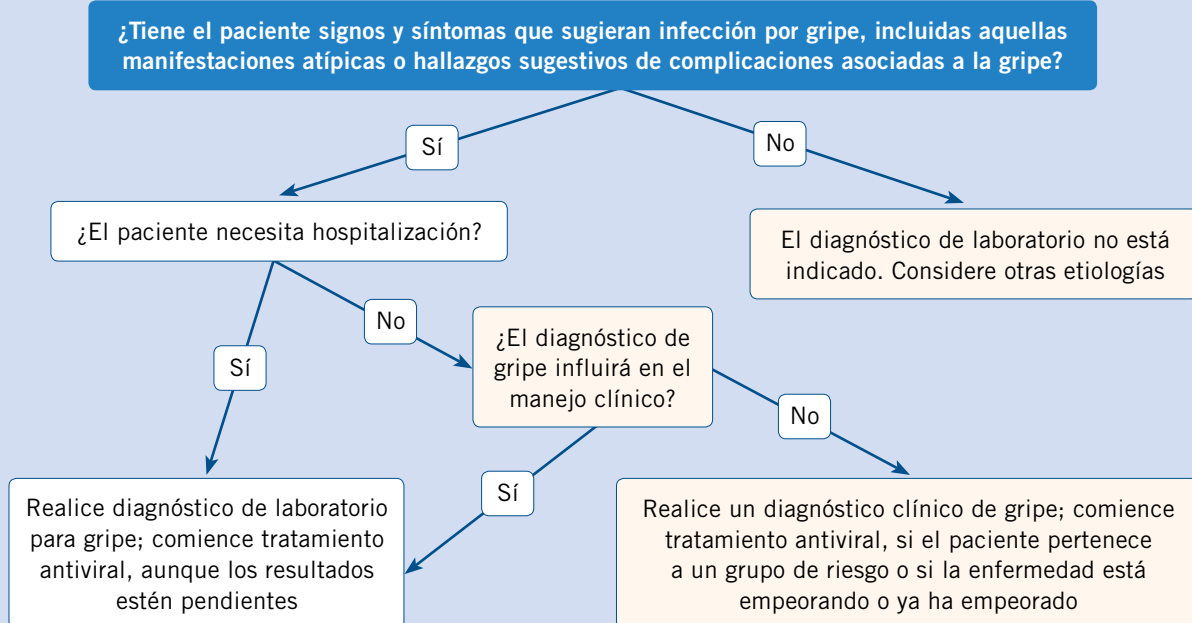 ¿Tiene el paciente signos y síntomas que sugieran infección por gripe, incluidas aquellas
manifestaciones atípicas o hallazgos sugestivos de complicaciones asociadas a la gripe?
Sí
No
¿El paciente necesita hospitalización?
El diagnóstico de laboratorio no está
indicado. Considere otras etiologías
No
Sí
¿El diagnóstico de
gripe influirá en el
manejo clínico?
No
Sí
Realice diagnóstico de laboratorio
para gripe; comience tratamiento
antiviral, aunque los resultados
estén pendientes
Realice un diagnóstico clínico de gripe; comience
tratamiento antiviral, si el paciente pertenece
a un grupo de riesgo o si la enfermedad está
empeorando o ya ha empeorado